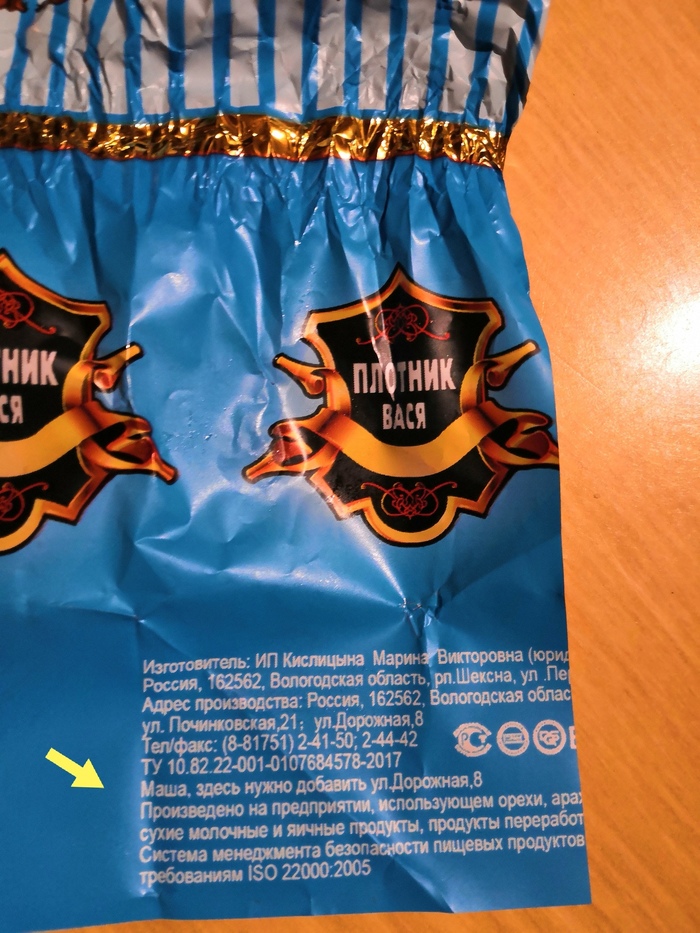 НИК
СЯ
ПЛОТНИК
ВАСЯ
Изготовитель: ИП Кислицына Марина Викторовна (юрид
Россия, 162562, Вологодская область, рп.Шексна, ул .Пер
Адрес производства: Россия, 162562, Вологодская облас
ул. Починковская,21; ул.Дорожная,8
Тел/факс: (8-81751) 2-41-50; 2-44-42
ТУ 10.82.22-001-0107684578-2017
Маша, здесь нужно добавить ул.Дорожная,8
Произведено на предприятии, использующем орехи, арах
сухие молочные и яичные продукты, продукты переработ
Система менеджмента безопасности пищевых продуктов
требованиям ISO 22000:2005